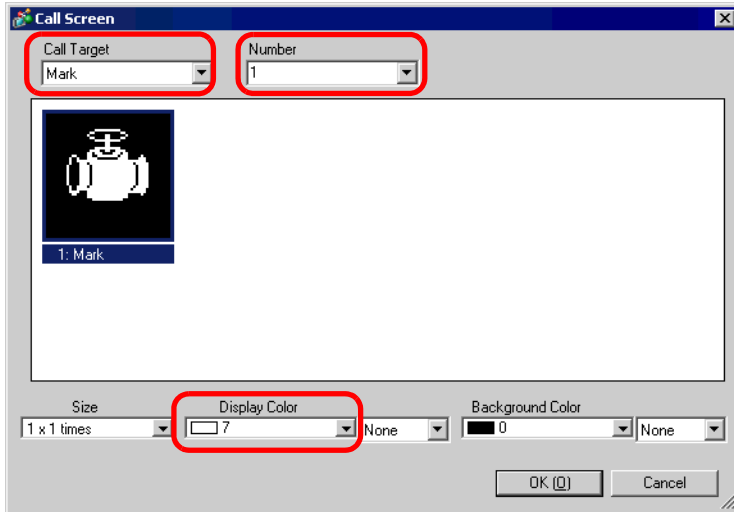 Call Screen
Call Target Number
Mark 1
1: Mark
Size Display Color Background Color
1 x 1 times 7 None 0 None
OK (O) Cancel